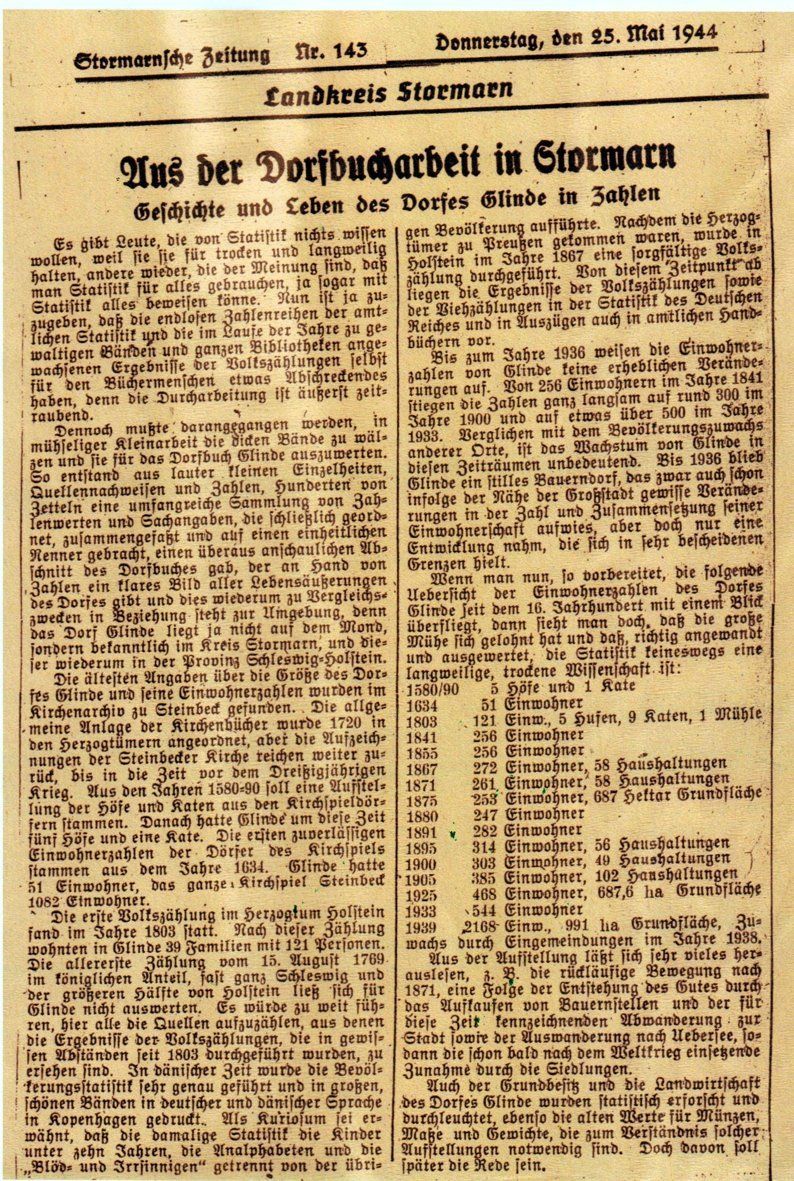 Stormarnsche Zeitung Nr. 143
Donnerstag, den 25. Mai 1944
Landkreis Stormarn
Aus der Dorfbucharbeit in Stormarn
Geschichte und Leben des Dorfes Glinde in Zahlen
Es gibt Leute, die von Statistik nichts wissen
wollen, weil sie sie für trocken und langweilig
halten, andere wieder, die der Meinung sind, daß
man Statistik für alles gebrauchen, ja sogar mit
Statistik alles beweisen könne. Nun ist ja zu-
zugeben, daß die endlosen Zahlenreihen der amt-
lichen Statistik und die im Laufe der Jahre zu ge-
waltigen Bänden und ganzen Bibliotheken ange-
wachsenen Ergebnisse der Volkszählungen selbst
für den Büchermenschen etwas Abschreckendes
haben, denn die Durcharbeitung ist äußerst zeit-
raubend.
Dennoch mußte darangegangen werden, in
mühseliger Kleinarbeit die dicken Bände zu wäl-
zen und sie für das Dorfbuch Glinde auszuwerten.
So entstand aus lauter kleinen Einzelheiten,
Quellennachweisen und Zahlen, Hunderten von
Zetteln eine umfangreiche Sammlung von Zah-
lenwerten und Sachangaben, die schließlich geord-
net, zusammengefaßt und auf einen einheitlichen
Nenner gebracht, einen überaus anschaulichen Ab-
schnitt des Dorfbuches gab, der an Hand von
Zahlen ein klares Bild aller Lebensäußerungen
des Dorfes gibt und dies wiederum zu Vergleichs-
zwecken in Beziehung steht zur Umgebung, denn
das Dorf Glinde liegt ja nicht auf dem Mond,
sondern bekanntlich im Kreis Stormarn, und die-
ser wiederum in der Provinz Schleswig-Holstein.
Die ältesten Angaben über die Größe des Dor-
fes Glinde und seine Einwohnerzahlen wurden im
Kirchenarchiv zu Steinbeck gefunden. Die allge-
meine Anlage der Kirchenbücher wurde 1720 in
den Herzogtümern angeordnet, aber die Aufzeich-
nungen der Steinbecker Kirche reichen weiter zu-
rück, bis in die Zeit vor dem Dreißigjährigen
Krieg. Aus den Jahren 1580-90 soll eine Aufstel-
lung der Höfe und Katen aus den Kirchspieldör-
fern stammen. Danach hatte Glinde um diese Zeit
fünf Höfe und eine Kate. Die ersten zuverlässigen
Einwohnerzahlen der Dörfer des Kirchspiels
stammen aus dem Jahre 1634. Glinde hatte
51 Einwohner, das ganze Kirchspiel Steinbeck
1082 Einwohner.
Die erste Volkszählung im Herzogtum Holstein
fand im Jahre 1803 statt. Nach dieser Zählung
wohnten in Glinde 39 Familien mit 121 Personen.
Die allererste Zählung vom 15. August 1769
im königlichen Anteil, fast ganz Schleswig und
der größeren Hälfte von Holstein ließ sich für
Glinde nicht auswerten. Es würde zu weit füh-
ren, hier alle die Quellen aufzuzählen, aus denen
die Ergebnisse der Volkszählungen, die in gewis-
sen Abständen seit 1803 durchgeführt wurden, zu
ersehen sind. In dänischer Zeit wurde die Bevöl-
kerungsstatistik sehr genau geführt und in großen,
schönen Bänden in deutscher und dänischer Sprache
in Kopenhagen gedruckt. Als Kuriosum sei er-
wähnt, daß die damalige Statistik die Kinder
unter zehn Jahren, die Analphabeten und die
„Blöd- und Irrsinnigen“ getrennt von der übri-
gen Bevölkerung aufführte. Nachdem die Herzog-
tümer zu Preußen gekommen waren, wurde in
Holstein im Jahre 1867 eine sorgfältige Volks-
zählung durchgeführt. Von diesem Zeitpunkt ab
liegen die Ergebnisse der Volkszählungen sowie
der Viehzählungen in der Statistik des Deutschen
Reiches und in Auszügen auch in amtlichen Hand-
büchern vor.
Bis zum Jahre 1936 weisen die Einwohner-
zahlen von Glinde keine erheblichen Verände-
rungen auf. Von 256 Einwohnern im Jahre 1841
stiegen die Zahlen ganz langsam auf rund 300 im
Jahre 1900 und auf etwas über 500 im Jahre
1933. Verglichen mit dem Bevölkerungszuwachs
anderer Orte, ist das Wachstum von Glinde in
diesen Zeiträumen unbedeutend. Bis 1936 blieb
Glinde ein stilles Bauerndorf, das zwar auch schon
infolge der Nähe der Großstadt gewisse Verände-
rungen in der Zahl und Zusammensetzung seiner
Einwohnerschaft aufwies, aber doch nur eine
Entwicklung nahm, die sich in sehr bescheidenen
Grenzen hielt.
Wenn man nun, so vorbereitet, die folgende
Uebersicht der Einwohnerzahlen des Dorfes
Glinde seit dem 16. Jahrhundert mit einem Blick
überfliegt, dann sieht man doch, daß die große
Mühe sich gelohnt hat und daß, richtig angewandt
und ausgewertet, die Statistik keineswegs eine
langweilige, trockene Wissenschaft ist:
1580/90 5 Höfe und 1 Kate
1634 51 Einwohner
1803 121 Einw., 5 Hufen, 9 Katen, 1 Mühle
1841 256 Einwohner
1855 256 Einwohner
1867 272 Einwohner, 58 Haushaltungen
1871 261 Einwohner, 58 Haushaltungen
1875 253 Einwohner, 687 Hektar Grundfläche
1880 247 Einwohner
1891 282 Einwohner
1895 314 Einwohner, 56 Haushaltungen
1900 303 Einwohner, 49 Haushaltungen
1905 385 Einwohner, 102 Haushaltungen
1925 468 Einwohner, 687,6 ha Grundfläche
1933 544 Einwohner
1939 2168 Einw., 991 ha Grundfläche, Zu-
wachs durch Eingemeindungen im Jahre 1938.
Aus der Aufstellung läßt sich sehr vieles her-
auslesen, z. B. die rückläufige Bewegung nach
1871, eine Folge der Entstehung des Gutes durch
das Aufkaufen von Bauernstellen und der für
diese Zeit kennzeichnenden Abwanderung zur
Stadt sowie der Auswanderung nach Uebersee, so-
dann die schon bald nach dem Weltkrieg einsetzende
Zunahme durch die Siedlungen.
Auch der Grundbesitz und die Landwirtschaft
des Dorfes Glinde wurden statistisch erforscht und
durchleuchtet, ebenso die alten Werte für Münzen,
Maße und Gewichte, die zum Verständnis solcher
Aufstellungen notwendig sind. Doch davon soll
später die Rede sein.